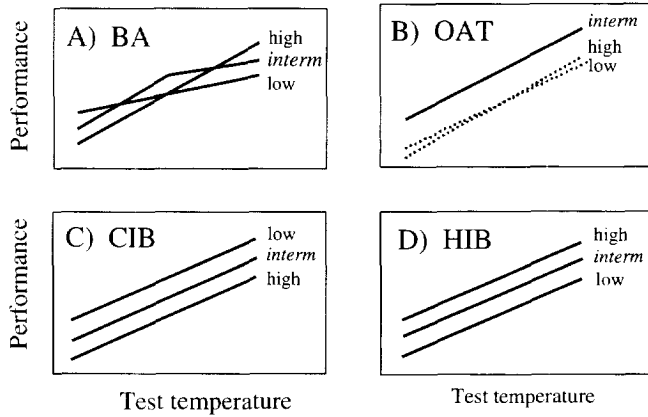 A) BA
high
interm
low
Performance
B) OAT
interm
high
low
C) CIB
low
interm
high
Performance
Test temperature
D) HIB
high
interm
low
Test temperature